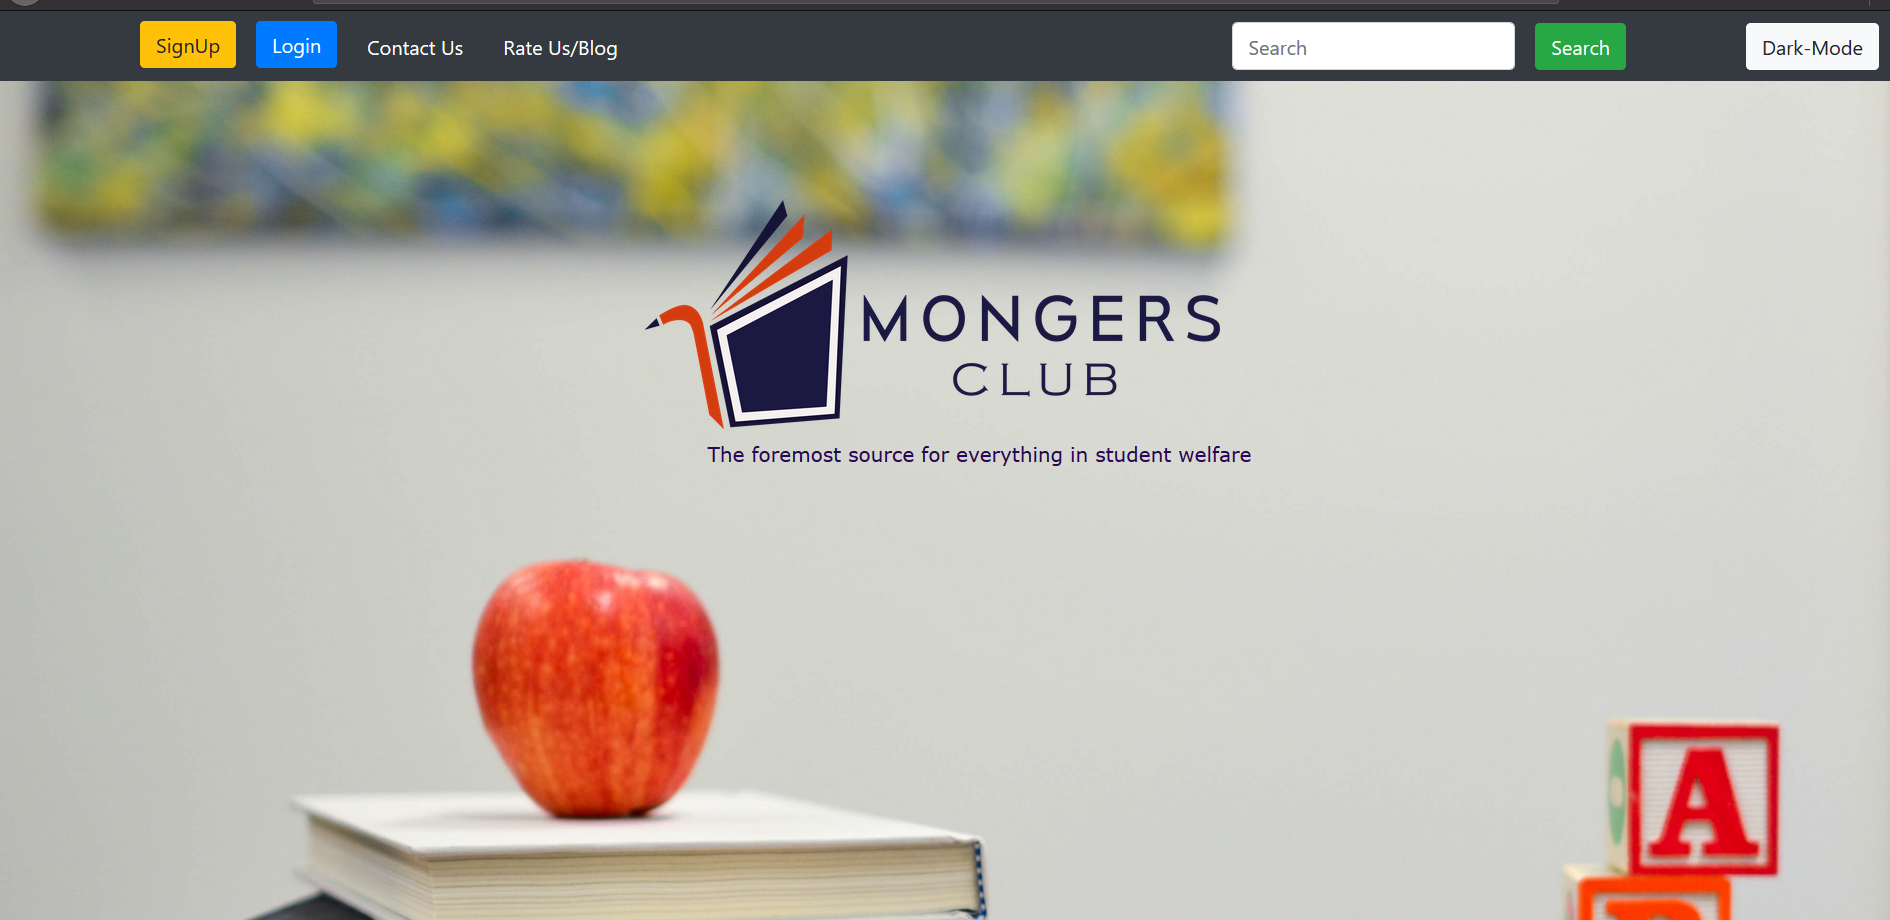 SignUp Login Contact Us Rate Us/Blog Search Search Dark-Mode
MONGERS
CLUB
The foremost source for everything in student welfare
A